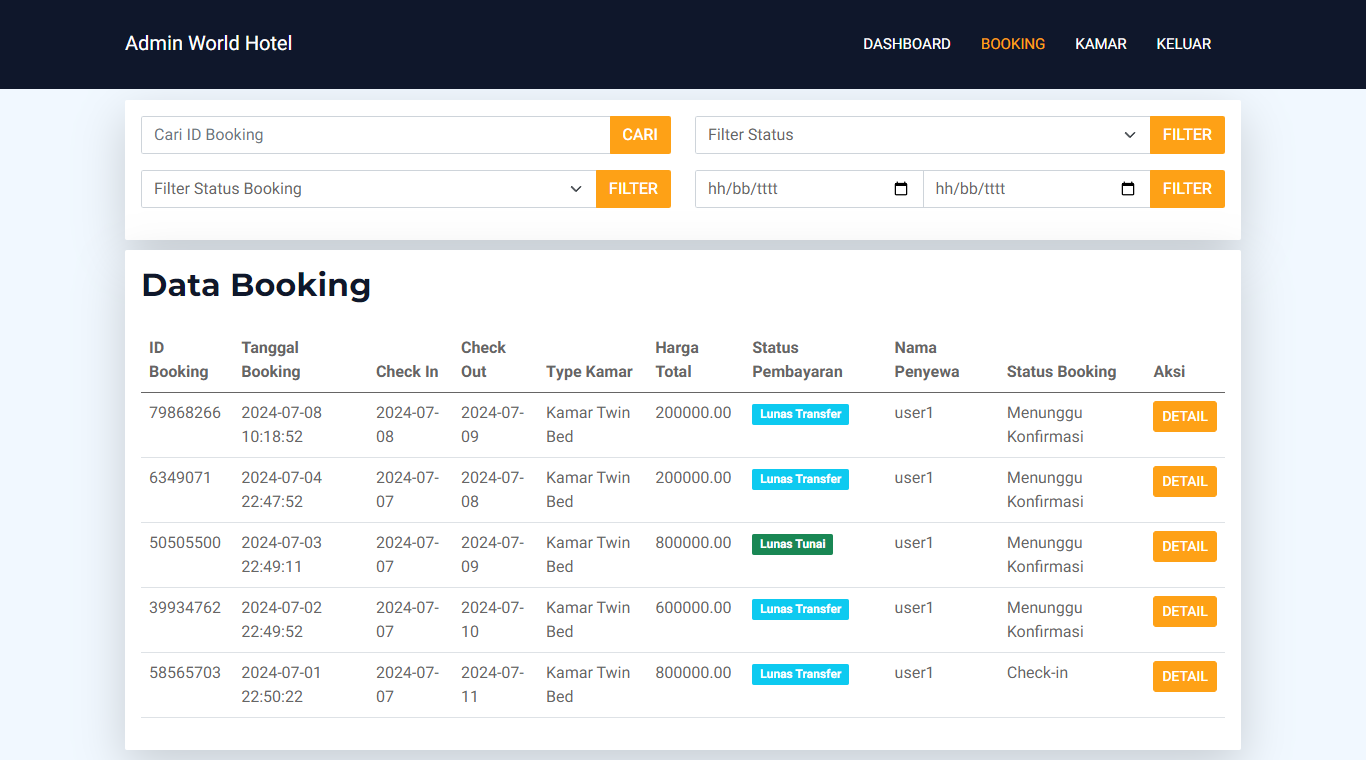 Admin World Hotel DASHBOARD BOOKING KAMAR KELUAR
Cari ID Booking CARI Filter Status FILTER
Filter Status Booking FILTER hh/bb/tttt hh/bb/tttt FILTER
Data Booking
ID Tanggal Check Harga Status Nama
Booking Booking Check In Out Type Kamar Total Pembayaran Penyewa Status Booking Aksi
79868266 2024-07-08 2024-07- 2024-07- Kamar Twin 200000.00 Lunas Transfer user1 Menunggu DETAIL
10:18:52 08 09 Bed Konfirmasi
6349071 2024-07-04 2024-07- 2024-07- Kamar Twin 200000.00 Lunas Transfer user1 Menunggu DETAIL
22:47:52 07 08 Bed Konfirmasi
50505500 2024-07-03 2024-07- 2024-07- Kamar Twin 800000.00 Lunas Tunai user1 Menunggu DETAIL
22:49:11 07 09 Bed Konfirmasi
39934762 2024-07-02 2024-07- 2024-07- Kamar Twin 600000.00 Lunas Transfer user1 Menunggu DETAIL
22:49:52 07 10 Bed Konfirmasi
58565703 2024-07-01 2024-07- 2024-07- Kamar Twin 800000.00 Lunas Transfer user1 Check-in DETAIL
22:50:22 07 11 Bed